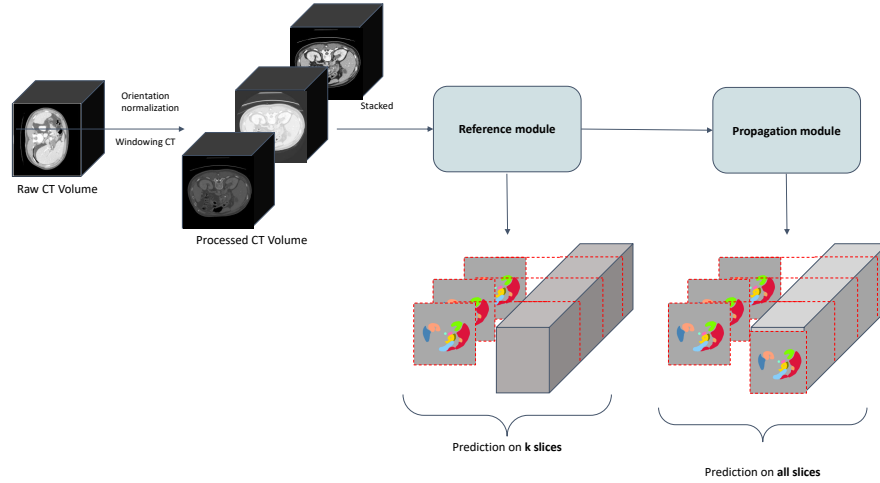 Orientation
normalization
Windowing CT
Raw CT Volume
Stacked
Processed CT Volume
Reference module
Propagation module
Prediction on k slices
Prediction on all slices